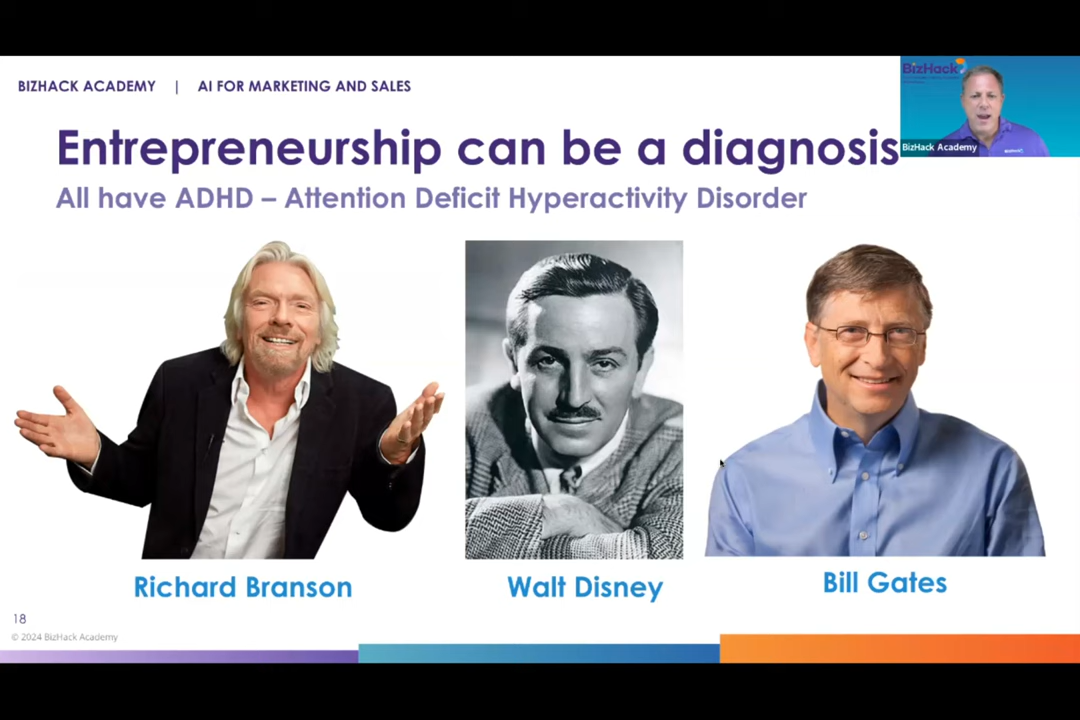 BIZHACK ACADEMY | AI FOR MARKETING AND SALES
BizHack
BizHack Academy
Entrepreneurship can be a diagnosis
All have ADHD – Attention Deficit Hyperactivity Disorder
Richard Branson
Walt Disney
Bill Gates
18
© 2024 BizHack Academy